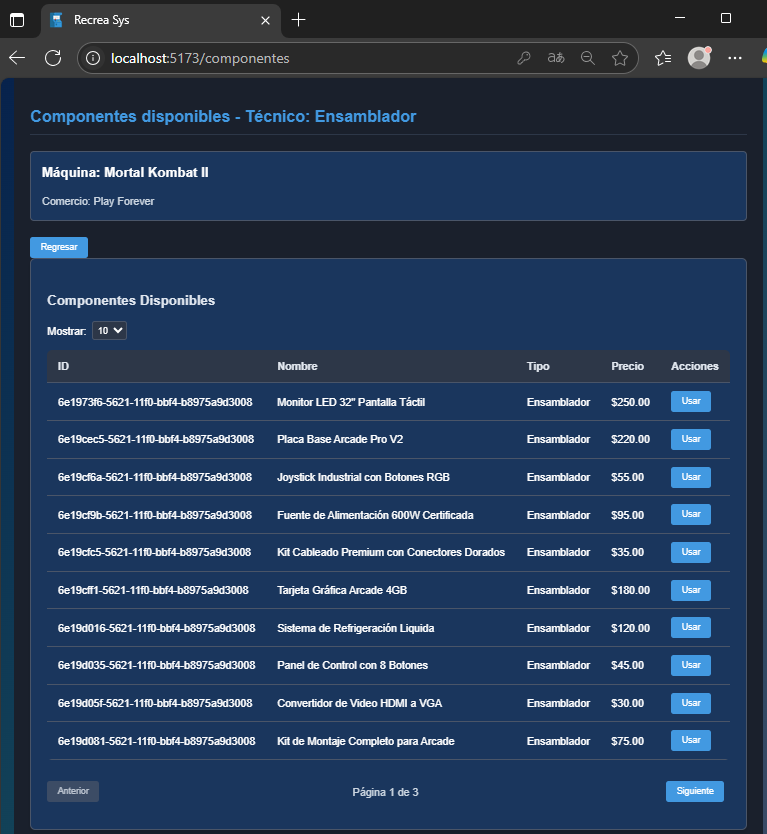 Recrea Sys
localhost:5173/componentes
Componentes disponibles - Técnico: Ensamblador
Máquina: Mortal Kombat II
Comercio: Play Forever
Regresar
Componentes Disponibles
Mostrar: 10
ID Nombre Tipo Precio Acciones
6e1973f6-5621-11f0-bbf4-b8975a9d3008 Monitor LED 32" Pantalla Táctil Ensamblador $250.00 Usar
6e19cec5-5621-11f0-bbf4-b8975a9d3008 Placa Base Arcade Pro V2 Ensamblador $220.00 Usar
6e19cf6a-5621-11f0-bbf4-b8975a9d3008 Joystick Industrial con Botones RGB Ensamblador $55.00 Usar
6e19cf9b-5621-11f0-bbf4-b8975a9d3008 Fuente de Alimentación 600W Certificada Ensamblador $95.00 Usar
6e19cfc5-5621-11f0-bbf4-b8975a9d3008 Kit Cableado Premium con Conectores Dorados Ensamblador $35.00 Usar
6e19cff1-5621-11f0-bbf4-b8975a9d3008 Tarjeta Gráfica Arcade 4GB Ensamblador $180.00 Usar
6e19d016-5621-11f0-bbf4-b8975a9d3008 Sistema de Refrigeración Liquida Ensamblador $120.00 Usar
6e19d035-5621-11f0-bbf4-b8975a9d3008 Panel de Control con 8 Botones Ensamblador $45.00 Usar
6e19d05f-5621-11f0-bbf4-b8975a9d3008 Convertidor de Video HDMI a VGA Ensamblador $30.00 Usar
6e19d081-5621-11f0-bbf4-b8975a9d3008 Kit de Montaje Completo para Arcade Ensamblador $75.00 Usar
Anterior Página 1 de 3 Siguiente